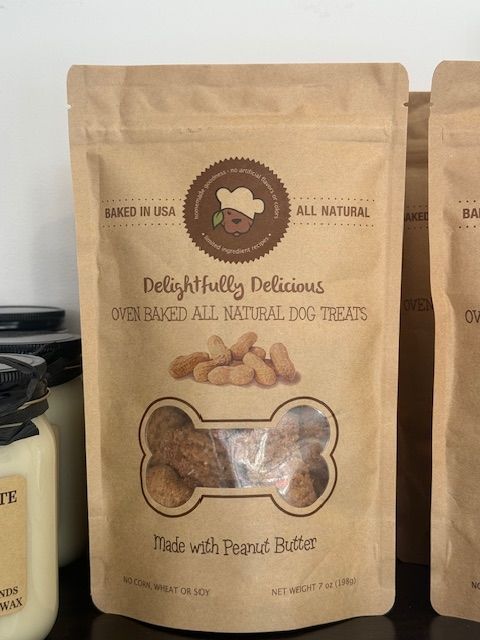 homemade goodness • no artificial flavors or colors
• limited ingredient recipes •
BAKED IN USA
ALL NATURAL
Delightfully Delicious
OVEN BAKED ALL NATURAL DOG TREATS
Made with Peanut Butter
NO CORN, WHEAT OR SOY
NET WEIGHT 7 oz (198g)
BAKED
OVEN
BA
OV
NO
TE
NDS
WAX